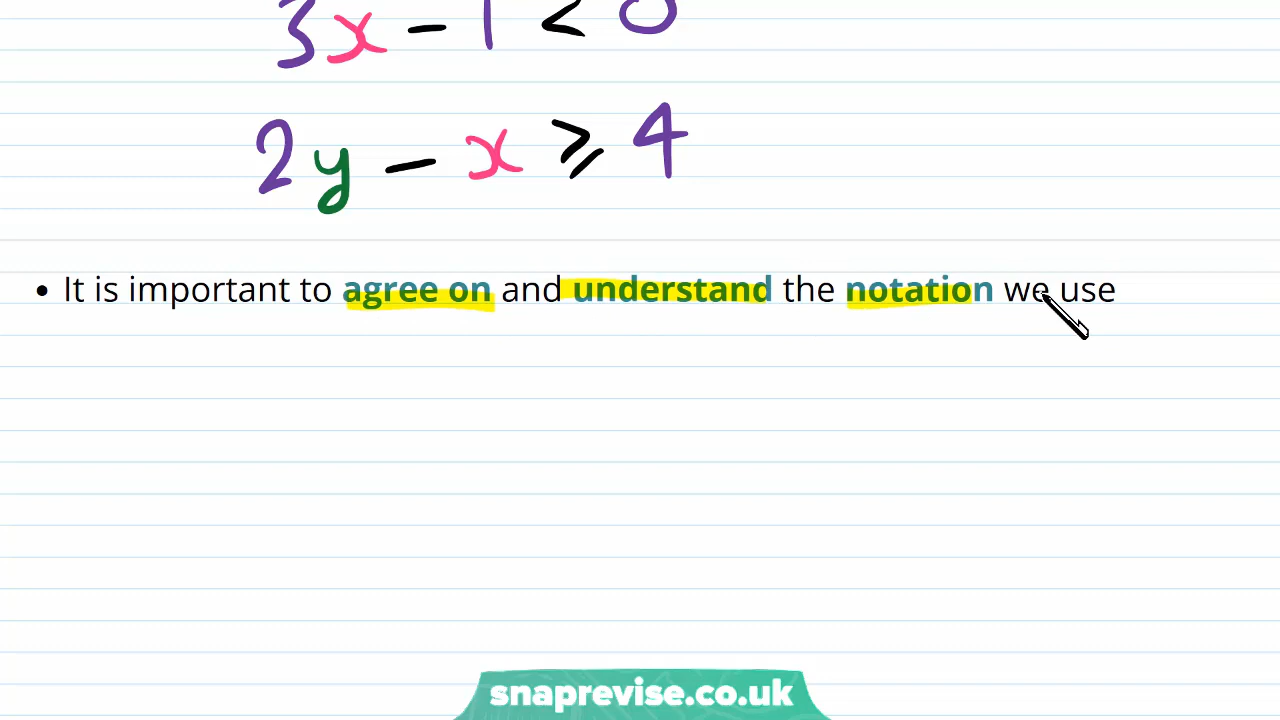 3x - 1 < 0
2y - x ⩾ 4
• It is important to agree on and understand the notation we use
snaprevise.co.uk